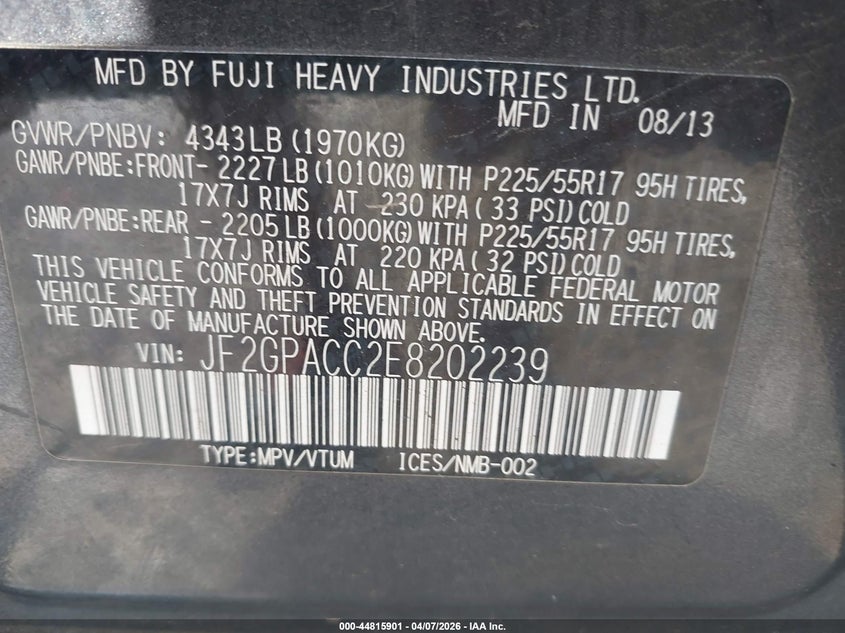 MFD BY FUJI HEAVY INDUSTRIES LTD.
MFD IN 08/13
GVWR/PNBV: 4343LB(1970KG)
GAWR/PNBE:FRONT- 2227LB(1010KG)WITH P225/55R17 95H TIRES,
17X7J RIMS AT 230 KPA(33 PSI)COLD
GAWR/PNBE:REAR - 2205LB(1000KG)WITH P225/55R17 95H TIRES,
17X7J RIMS AT 220 KPA(32 PSI)COLD
THIS VEHICLE CONFORMS TO ALL APPLICABLE FEDERAL MOTOR
VEHICLE SAFETY AND THEFT PREVENTION STANDARDS IN EFFECT ON
THE DATE OF MANUFACTURE SHOWN ABOVE.
VIN: JF2GPACC2E8202239
TYPE:MPV/VTUM ICES/NMB-002
000-44815901 - 04/07/2026 - IAA Inc.